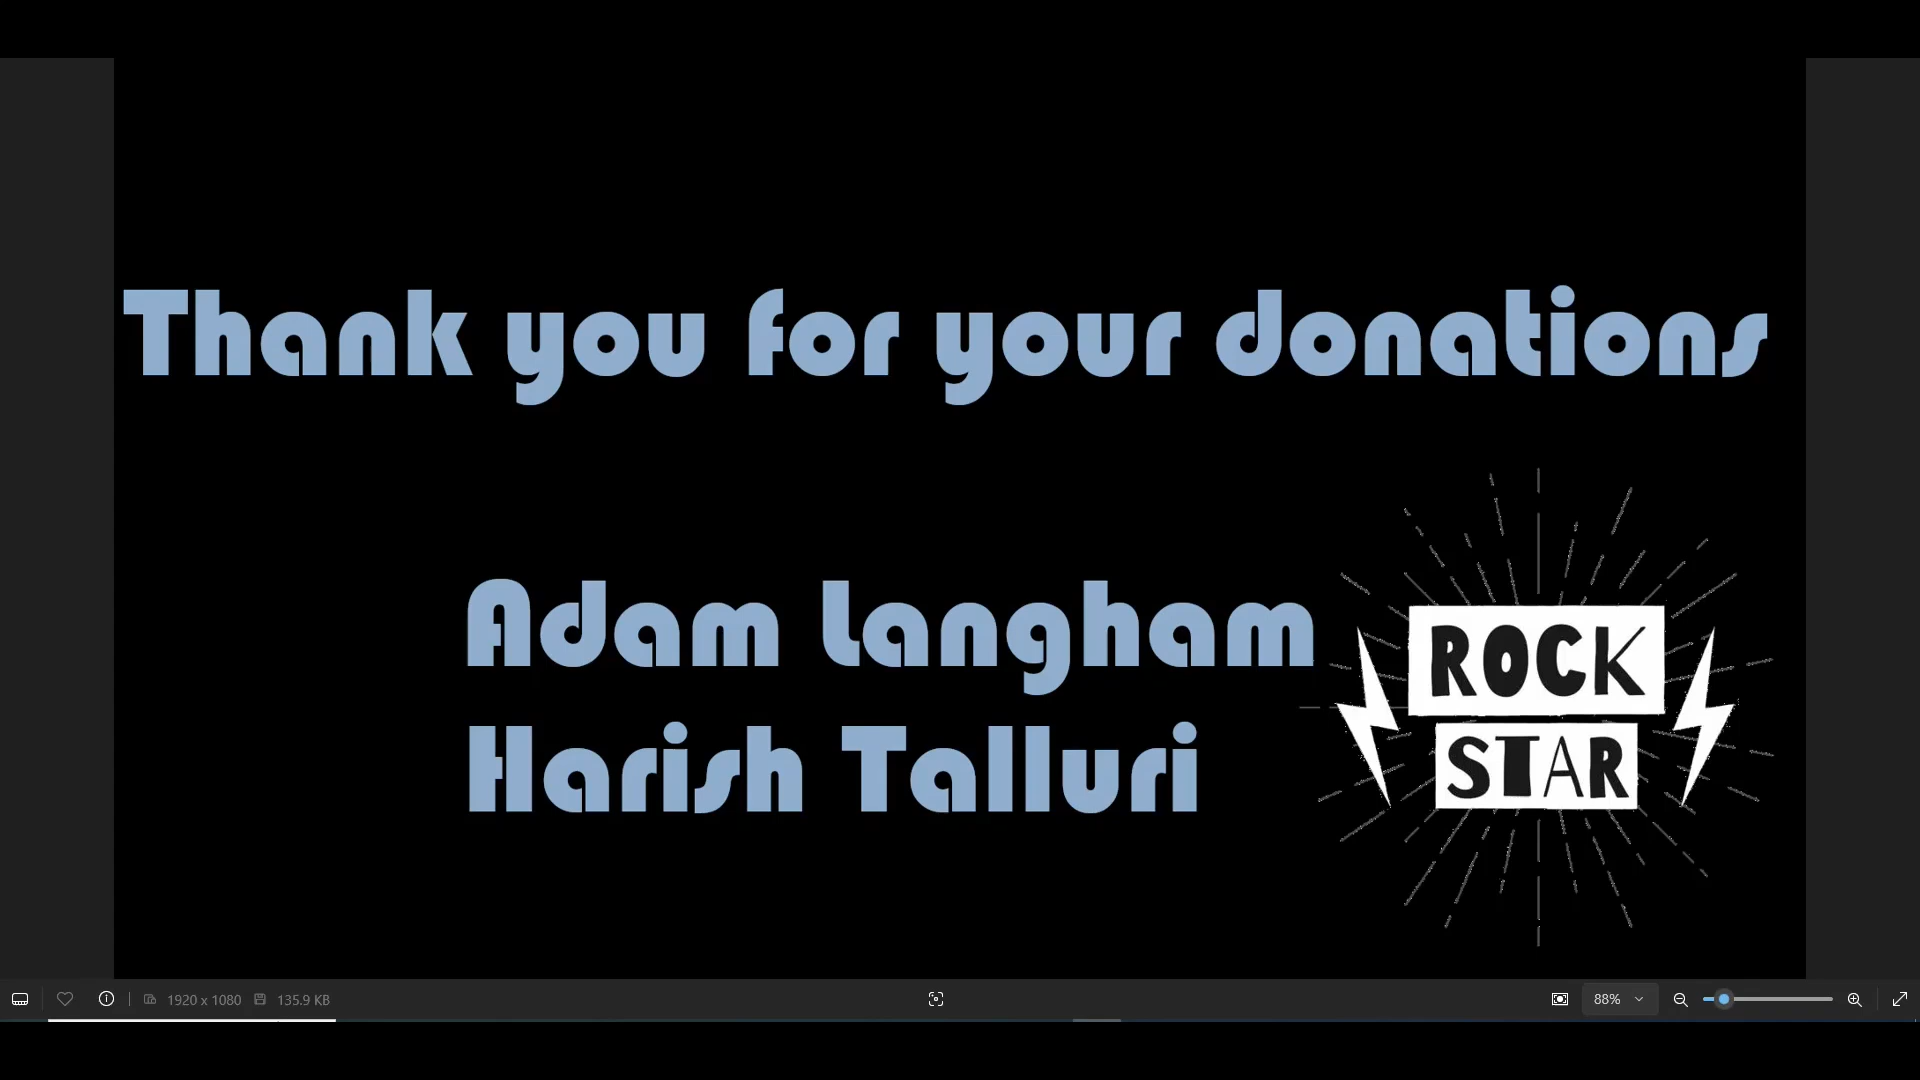 Thank you for your donations
Adam Langham
Harish Talluri
ROCK
STAR
1920 x 1080 135.9 KB 88%